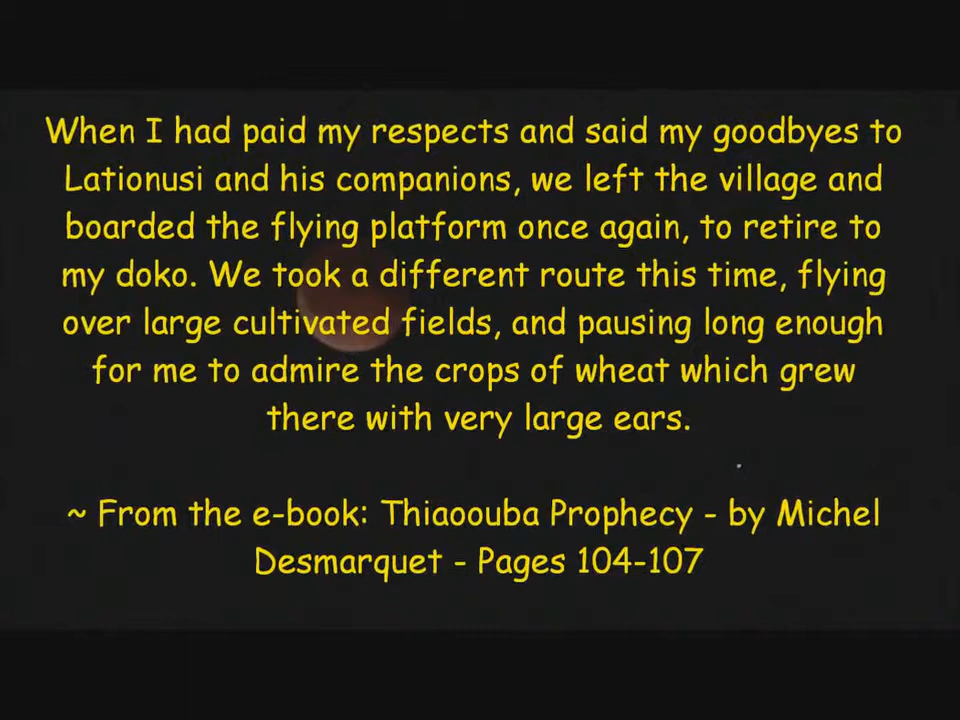 When I had paid my respects and said my goodbyes to
Lationusi and his companions, we left the village and
boarded the flying platform once again, to retire to
my doko. We took a different route this time, flying
over large cultivated fields, and pausing long enough
for me to admire the crops of wheat which grew
there with very large ears.
~ From the e-book: Thiaoouba Prophecy - by Michel
Desmarquet - Pages 104-107